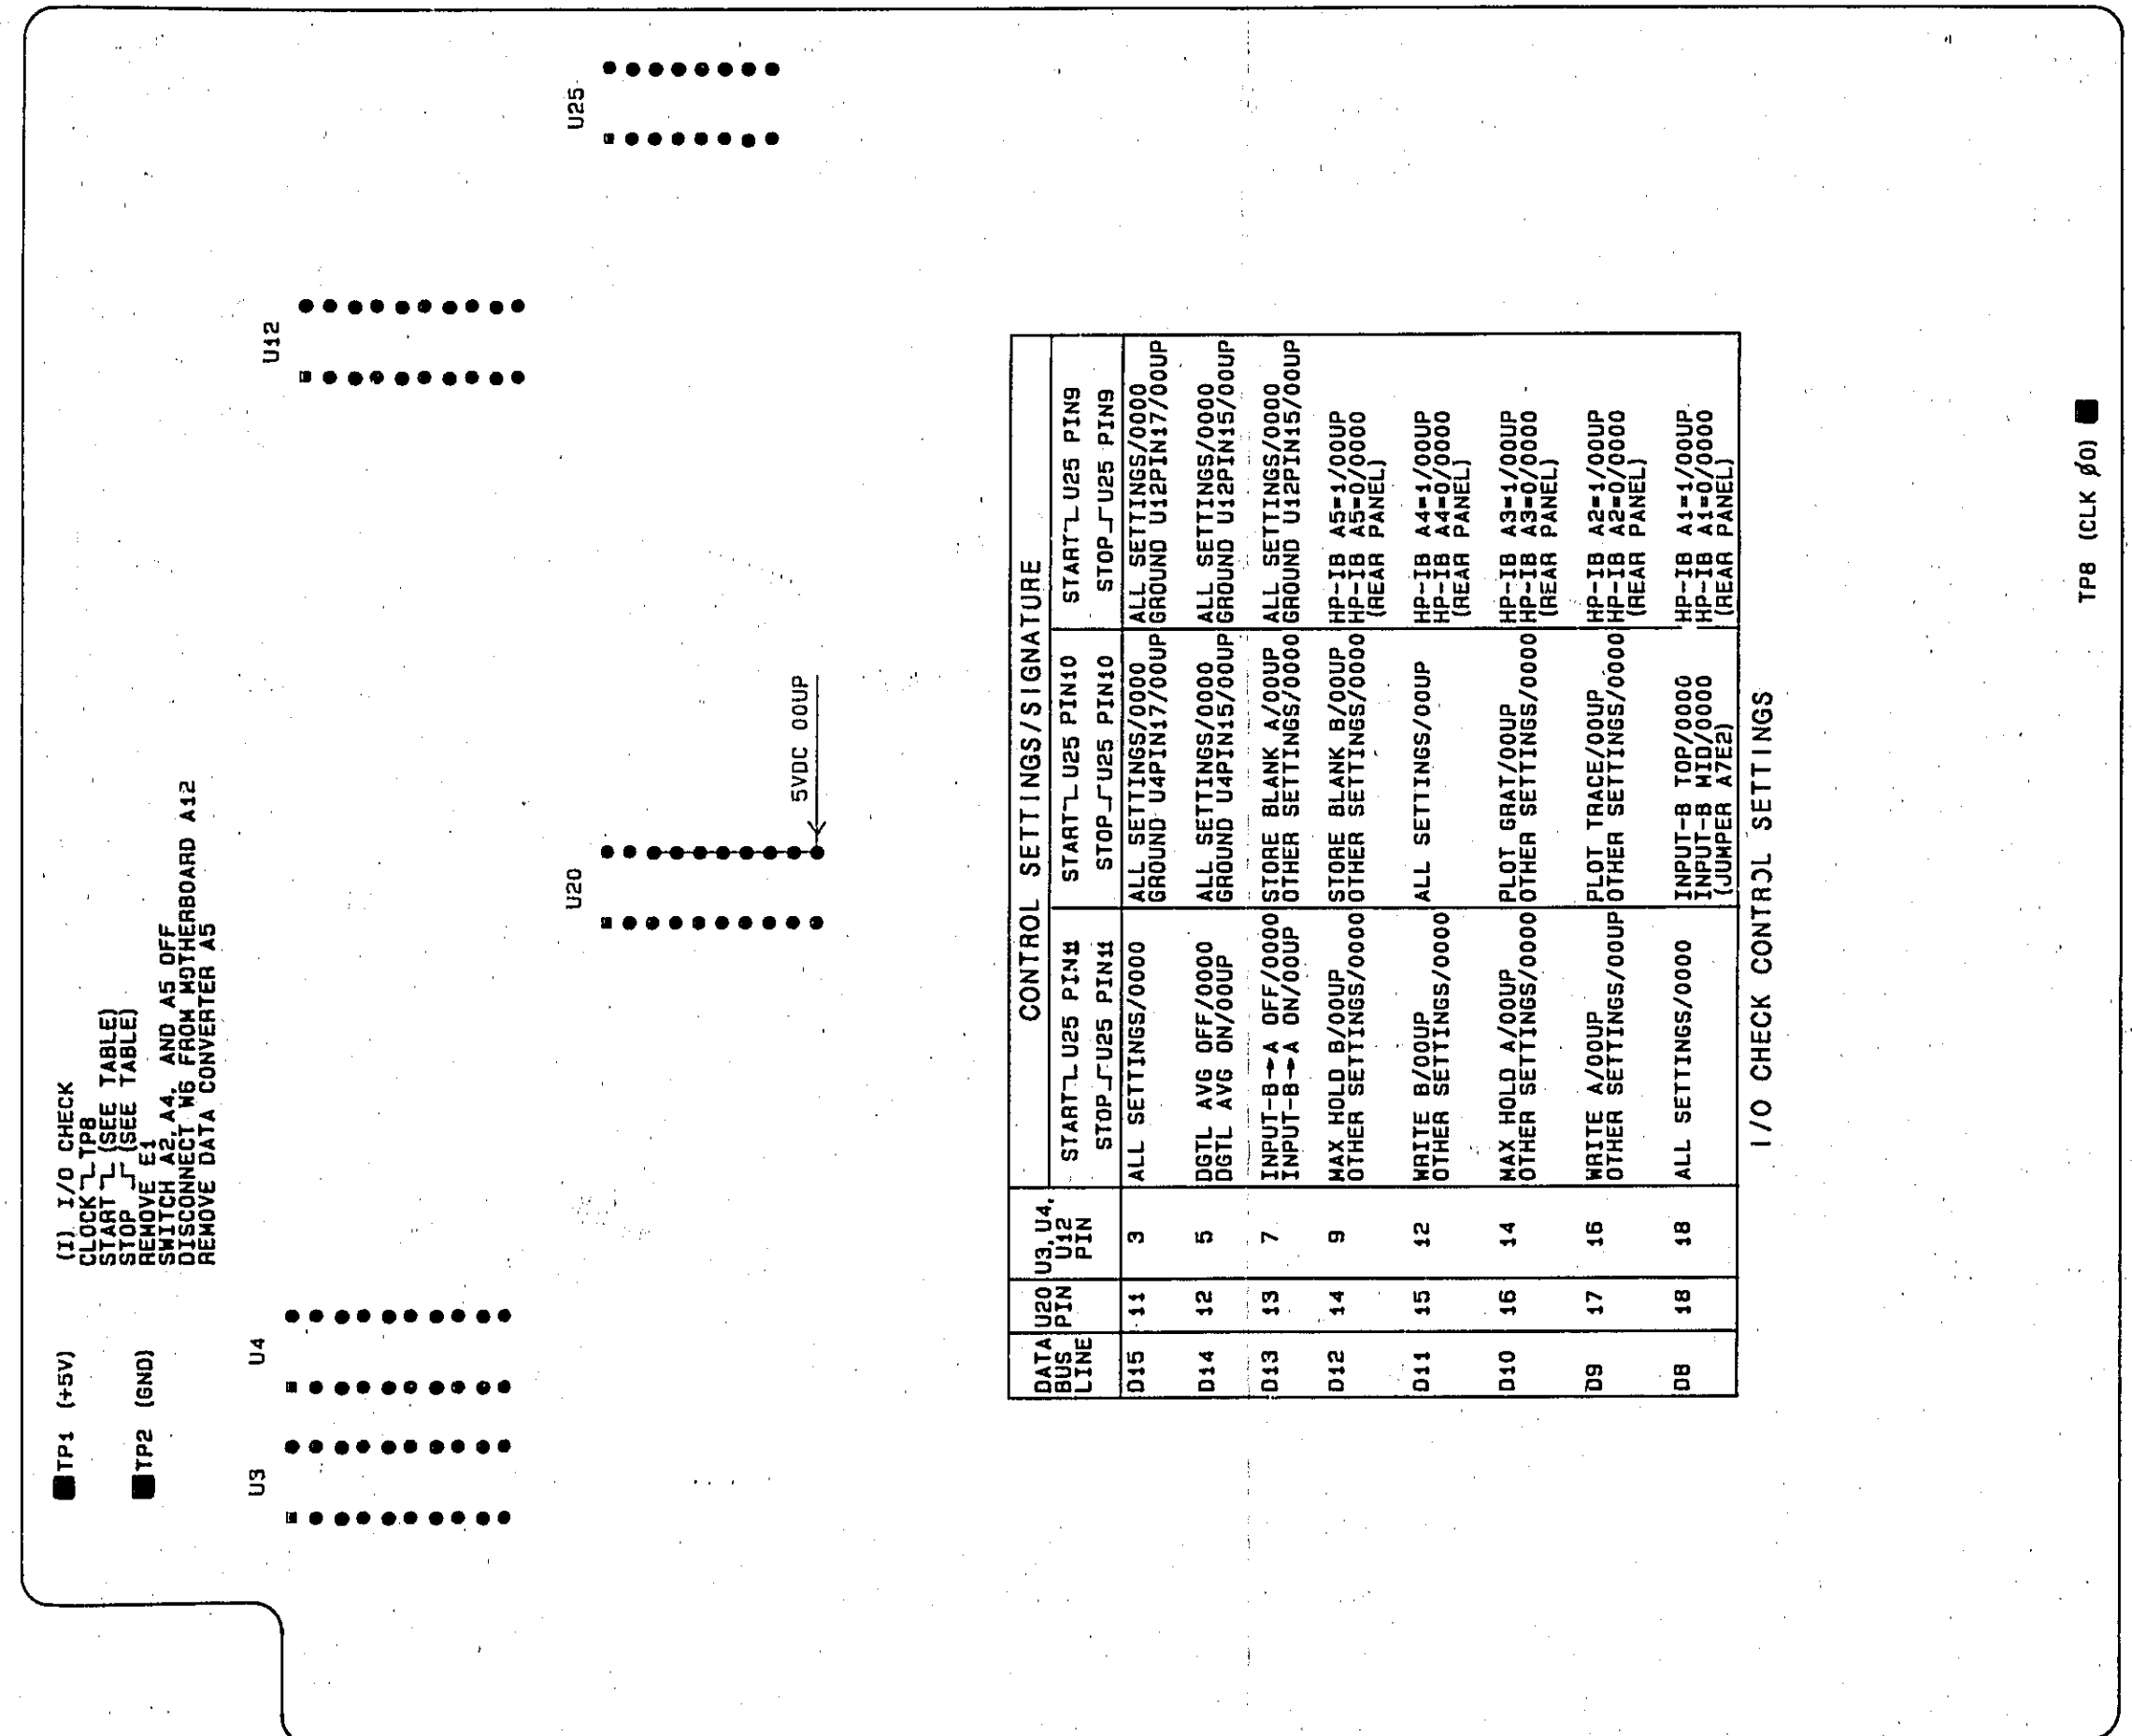 TP1 (+5V)
TP2 (GND)
(I) I/O CHECK
CLOCK TP8
START (SEE TABLE)
STOP (SEE TABLE)
REMOVE E1
SWITCH A2, A4, AND A5 OFF
DISCONNECT W6 FROM MOTHERBOARD A12
REMOVE DATA CONVERTER A5
U3
U4
U12
U20
U25
5VDC 00UP
CONTROL SETTINGS/SIGNATURE
DATA BUS LINE
U20 PIN
U3, U4, U12 PIN
START U25 PIN11
STOP U25 PIN11
START U25 PIN10
STOP U25 PIN10
START U25 PIN9
STOP U25 PIN9
D15 11 3
ALL SETTINGS/0000
ALL SETTINGS/0000
GROUND U4PIN17/00UP
ALL SETTINGS/0000
GROUND U12PIN17/00UP
D14 12 5
DGTL AVG OFF/0000
DGTL AVG ON/00UP
ALL SETTINGS/0000
GROUND U4PIN15/00UP
ALL SETTINGS/0000
GROUND U12PIN15/00UP
D13 13 7
INPUT-B→A OFF/0000
INPUT-B→A ON/00UP
STORE BLANK A/00UP
OTHER SETTINGS/0000
ALL SETTINGS/0000
GROUND U12PIN15/00UP
D12 14 9
MAX HOLD B/00UP
OTHER SETTINGS/0000
STORE BLANK B/00UP
OTHER SETTINGS/0000
HP-IB A5=1/00UP
HP-IB A5=0/0000
(REAR PANEL)
D11 15 12
WRITE B/00UP
OTHER SETTINGS/0000
ALL SETTINGS/00UP
HP-IB A4=1/00UP
HP-IB A4=0/0000
(REAR PANEL)
D10 16 14
MAX HOLD A/00UP
OTHER SETTINGS/0000
PLOT GRAT/00UP
OTHER SETTINGS/0000
HP-IB A3=1/00UP
HP-IB A3=0/0000
(REAR PANEL)
D9 17 16
WRITE A/00UP
OTHER SETTINGS/00UP
PLOT TRACE/00UP
OTHER SETTINGS/0000
HP-IB A2=1/00UP
HP-IB A2=0/0000
(REAR PANEL)
D8 18 18
ALL SETTINGS/0000
INPUT-B TOP/0000
INPUT-B MID/0000
(JUMPER A7E2)
HP-IB A1=1/00UP
HP-IB A1=0/0000
(REAR PANEL)
I/O CHECK CONTROL SETTINGS
TP8 (CLK Ø0)